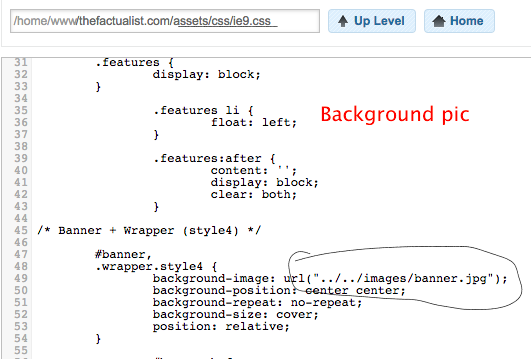 /home/www/thefactualist.com/assets/css/ie9.css
Up Level
Home
31 .features {
32 display: block;
33 }
34
35 .features li {
36 float: left;
37 }
38
39 .features:after {
40 content: '';
41 display: block;
42 clear: both;
43 }
44
45 /* Banner + Wrapper (style4) */
46
47 #banner,
48 .wrapper.style4 {
49 background-image: url("../../images/banner.jpg");
50 background-position: center center;
51 background-repeat: no-repeat;
52 background-size: cover;
53 position: relative;
54 }
55
Background pic